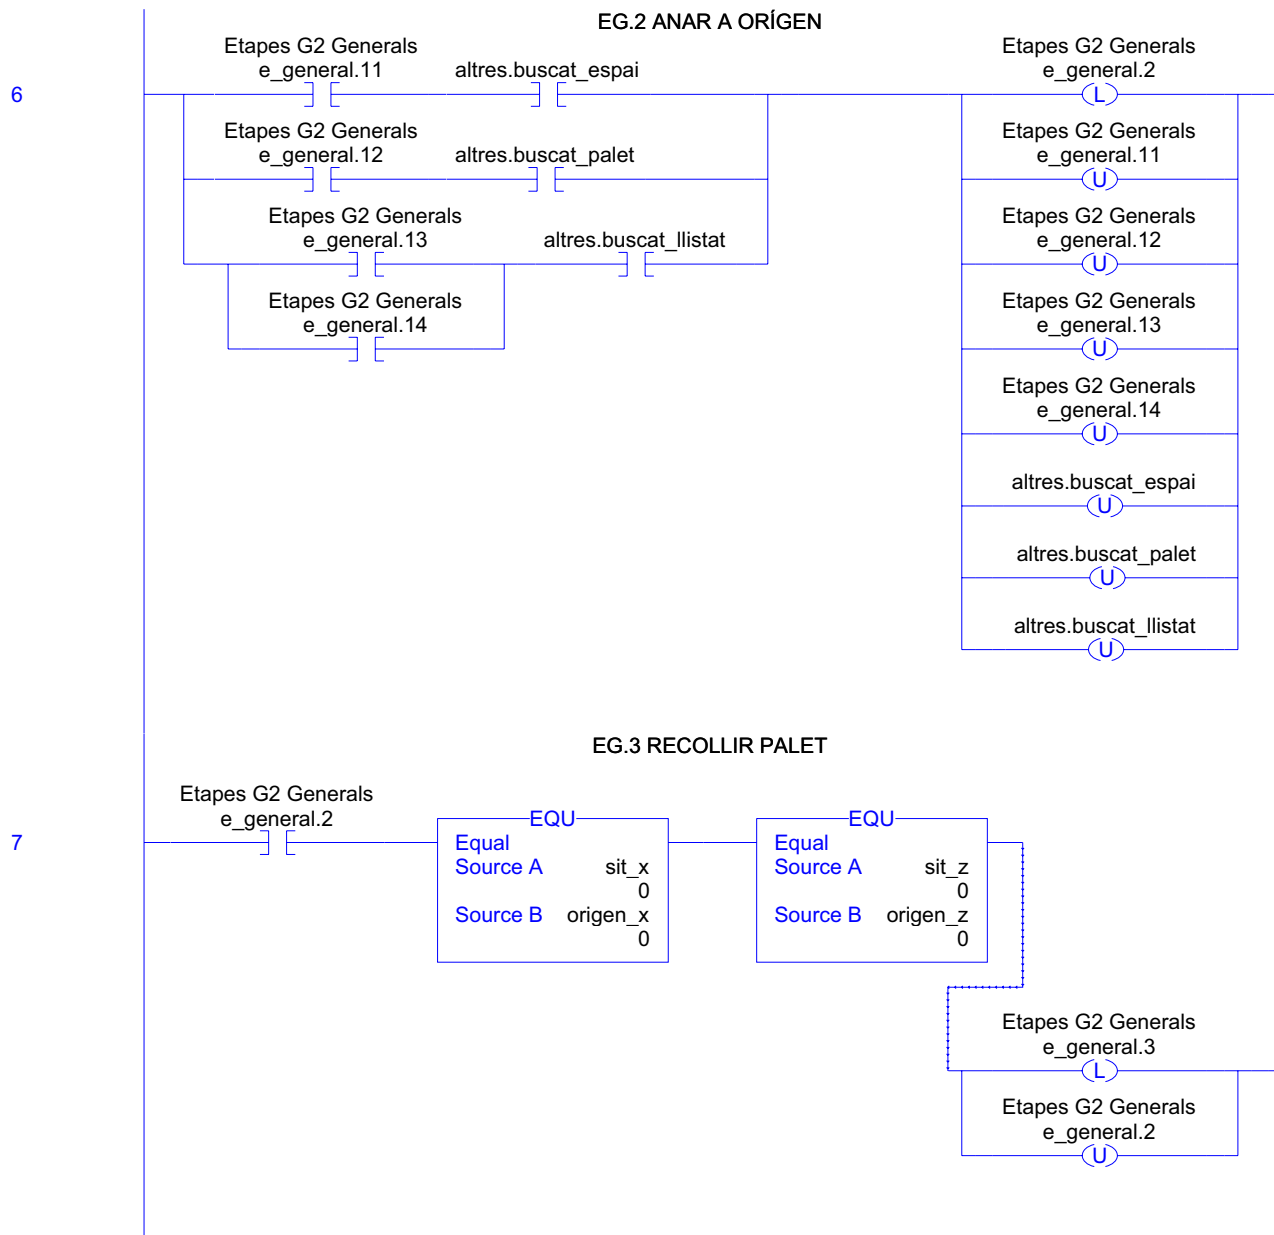 EG.2 ANAR A ORÍGEN
6
Etapes G2 Generals
e_general.11
altres.buscat_espai
Etapes G2 Generals
e_general.2
L
Etapes G2 Generals
e_general.12
altres.buscat_palet
Etapes G2 Generals
e_general.11
U
Etapes G2 Generals
e_general.13
altres.buscat_llistat
Etapes G2 Generals
e_general.12
U
Etapes G2 Generals
e_general.14
Etapes G2 Generals
e_general.13
U
Etapes G2 Generals
e_general.14
U
altres.buscat_espai
U
altres.buscat_palet
U
altres.buscat_llistat
U
EG.3 RECOLLIR PALET
7
Etapes G2 Generals
e_general.2
EQU
Equal
Source A sit_x
0
Source B origen_x
0
EQU
Equal
Source A sit_z
0
Source B origen_z
0
Etapes G2 Generals
e_general.3
L
Etapes G2 Generals
e_general.2
U